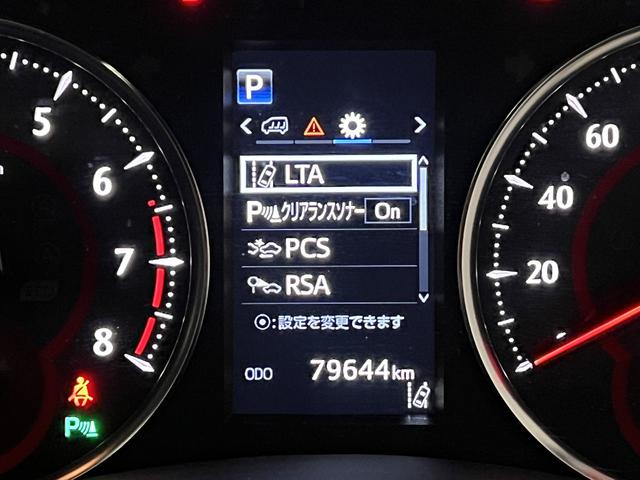 P
LTA
Pクリアランスソナー On
PCS
RSA
:設定を変更できます
ODO 79644km
5
6
7
8
P
60
40
20